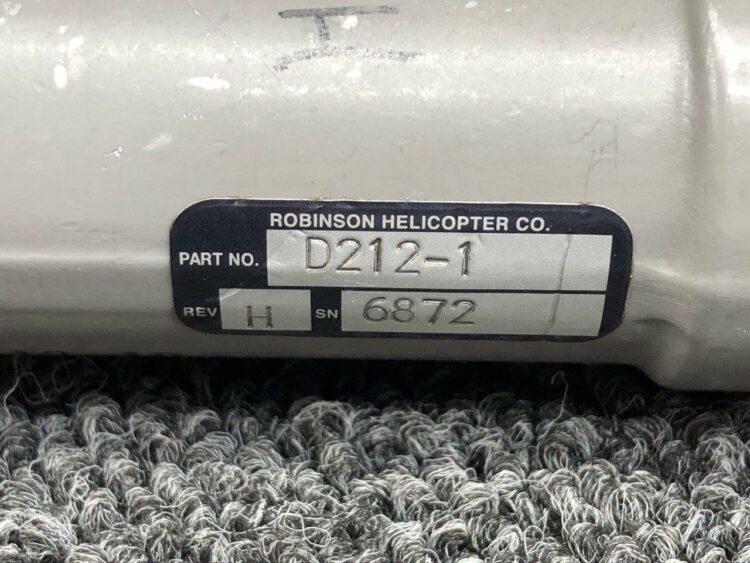 H
ROBINSON HELICOPTER CO.
PART NO. D212-1
REV H SN 6872